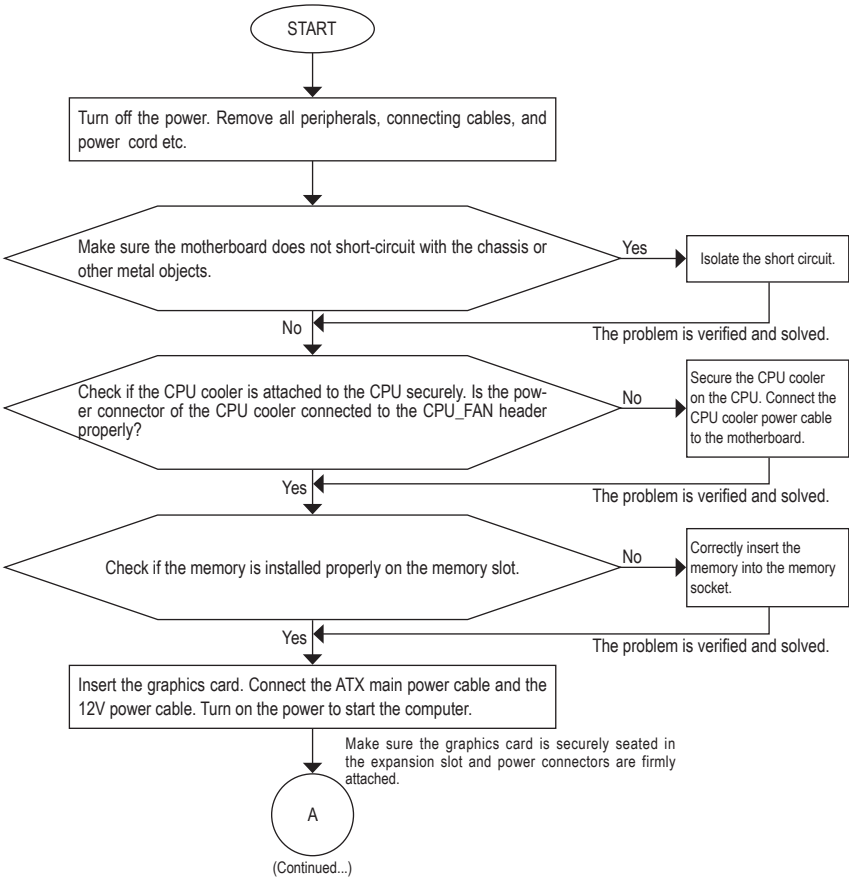 START
Turn off the power. Remove all peripherals, connecting cables, and
power cord etc.
Make sure the motherboard does not short-circuit with the chassis or
other metal objects.
Yes
Isolate the short circuit.
No
The problem is verified and solved.
Check if the CPU cooler is attached to the CPU securely. Is the pow-
er connector of the CPU cooler connected to the CPU_FAN header
properly?
No
Secure the CPU cooler
on the CPU. Connect the
CPU cooler power cable
to the motherboard.
Yes
The problem is verified and solved.
Check if the memory is installed properly on the memory slot.
No
Correctly insert the
memory into the memory
socket.
Yes
The problem is verified and solved.
Insert the graphics card. Connect the ATX main power cable and the
12V power cable. Turn on the power to start the computer.
Make sure the graphics card is securely seated in
the expansion slot and power connectors are firmly
attached.
A
(Continued...)